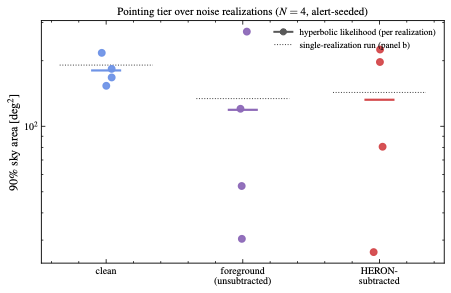 Pointing tier over noise realizations (N = 4, alert-seeded)
hyperbolic likelihood (per realization)
single-realization run (panel b)
90% sky area [deg²]
10²
clean
foreground
(unsubtracted)
HERON-
subtracted